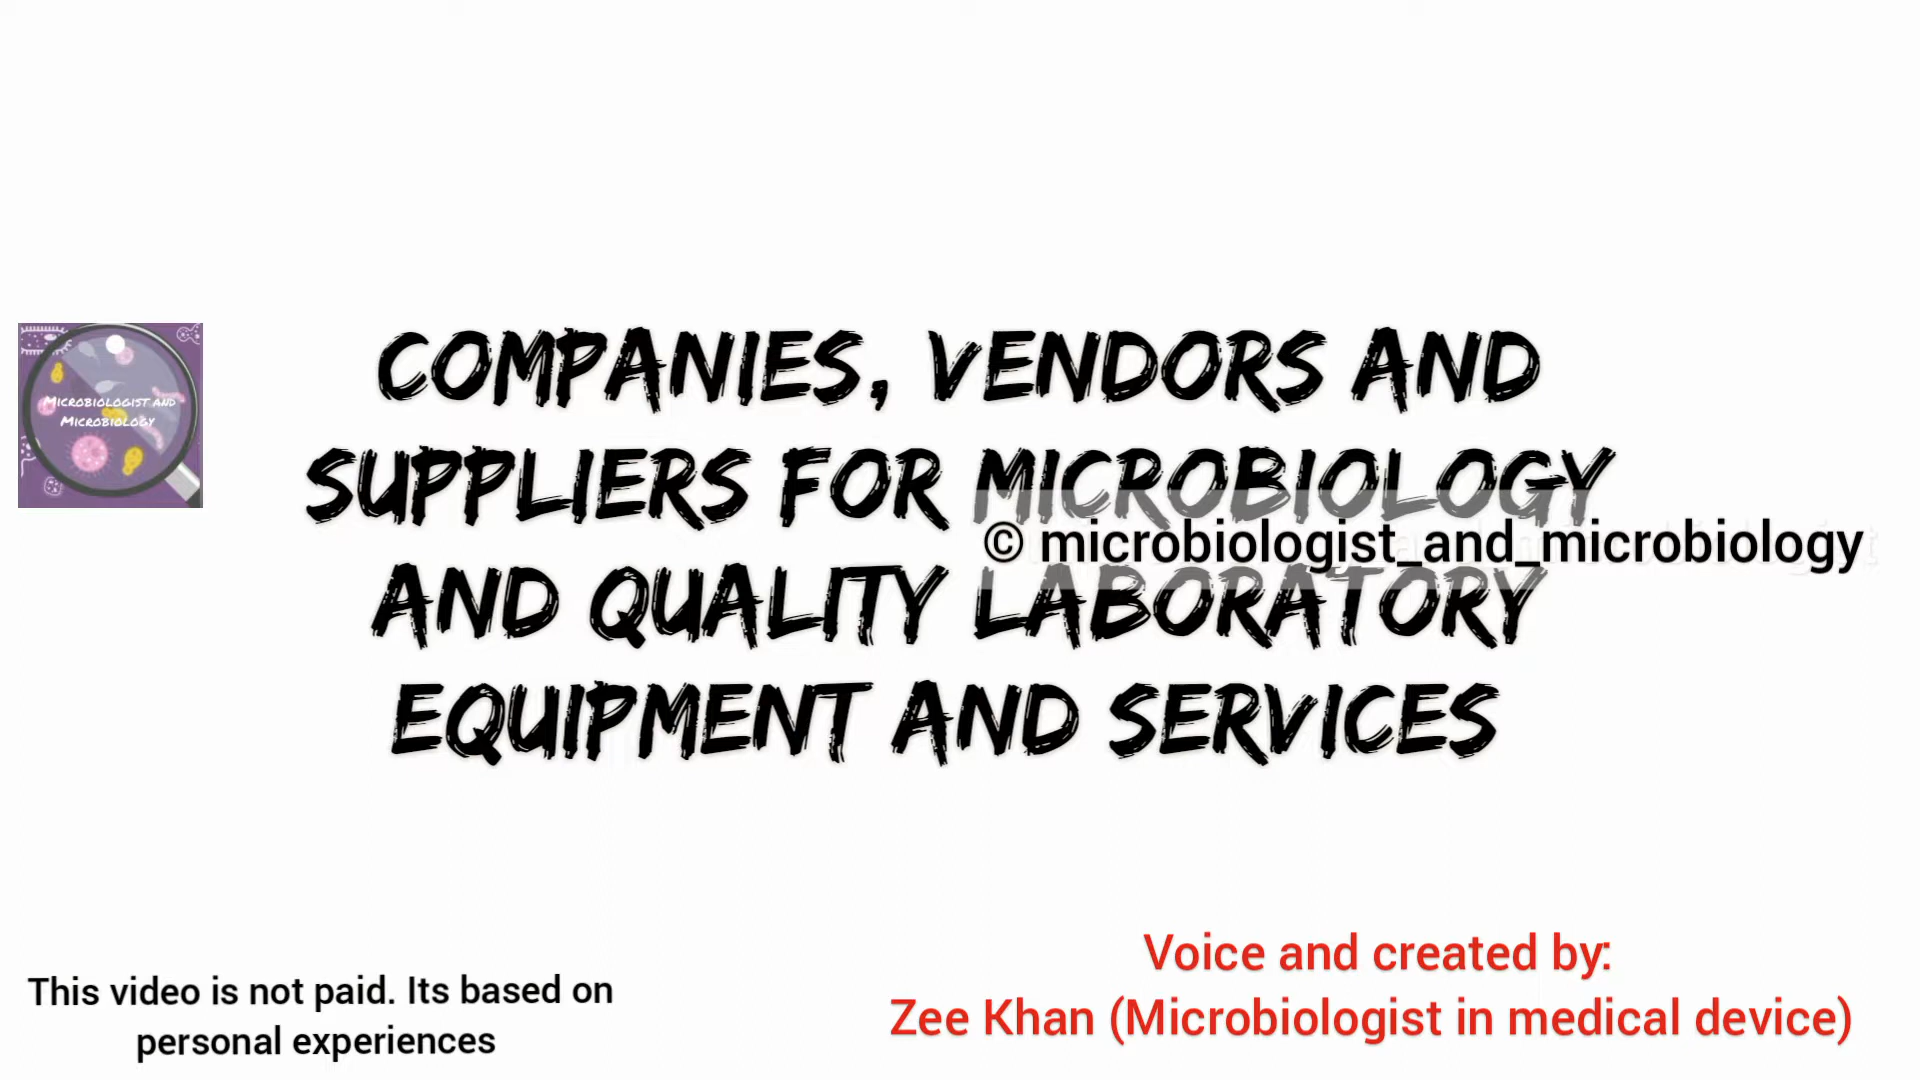 MICROBIOLOGIST AND
MICROBIOLOGY
COMPANIES, VENDORS AND
SUPPLIERS FOR MICROBIOLOGY
© microbiologist_and_microbiology
AND QUALITY LABORATORY
EQUIPMENT AND SERVICES
This video is not paid. Its based on
personal experiences
Voice and created by:
Zee Khan (Microbiologist in medical device)